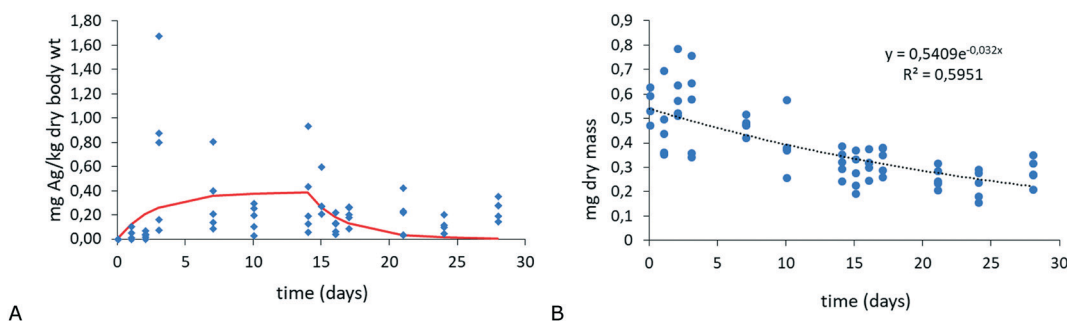 mg Ag/kg dry body wt
1,80
1,60
1,40
1,20
1,00
0,80
0,60
0,40
0,20
0,00
0 5 10 15 20 25 30
time (days)
A
mg dry mass
0,9
0,8
0,7
0,6
0,5
0,4
0,3
0,2
0,1
0
y = 0,5409e^-0,032x
R² = 0,5951
0 5 10 15 20 25 30
time (days)
B